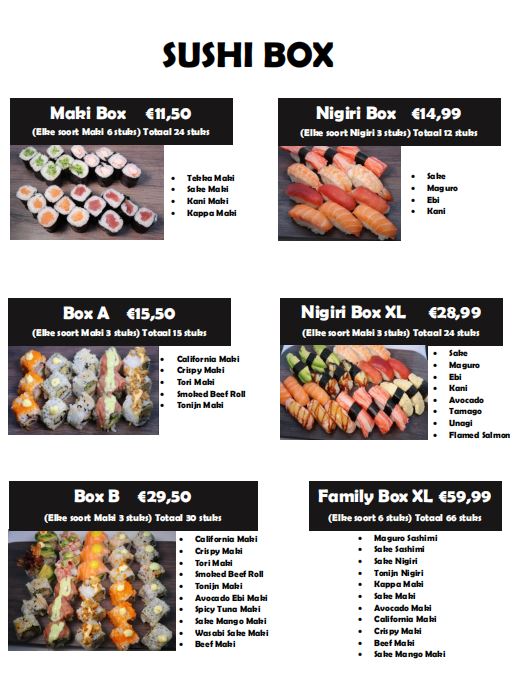 SUSHI BOX
Maki Box €11,50
(Elke soort Maki 6 stuks) Totaal 24 stuks
• Tekka Maki
• Sake Maki
• Kani Maki
• Kappa Maki
Nigiri Box €14,99
(Elke soort Nigiri 3 stuks) Totaal 12 stuks
• Sake
• Maguro
• Ebi
• Kani
Box A €15,50
(Elke soort Maki 3 stuks) Totaal 15 stuks
• California Maki
• Crispy Maki
• Tori Maki
• Smoked Beef Roll
• Tonijn Maki
Nigiri Box XL €28,99
(Elke soort Maki 3 stuks) Totaal 24 stuks
• Sake
• Maguro
• Ebi
• Kani
• Avocado
• Tamago
• Unagi
• Flamed Salmon
Box B €29,50
(Elke soort Maki 3 stuks) Totaal 30 stuks
• California Maki
• Crispy Maki
• Tori Maki
• Smoked Beef Roll
• Tonijn Maki
• Avocado Ebi Maki
• Spicy Tuna Maki
• Sake Mango Maki
• Wasabi Sake Maki
• Beef Maki
Family Box XL €59,99
(Elke soort 6 stuks) Totaal 66 stuks
• Maguro Sashimi
• Sake Sashimi
• Sake Nigiri
• Tonijn Nigiri
• Kappa Maki
• Sake Maki
• Avocado Maki
• California Maki
• Crispy Maki
• Beef Maki
• Sake Mango Maki